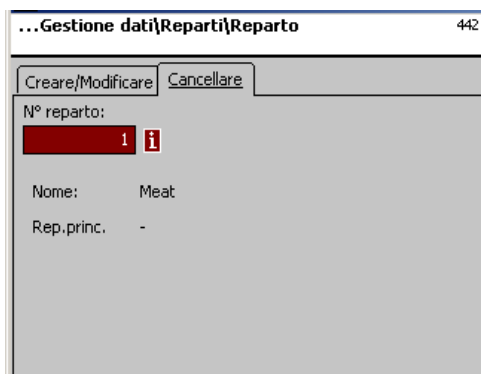 ...Gestione dati\Reparti\Reparto 442
Creare/Modificare Cancellare
N° reparto:
1 i
Nome: Meat
Rep.princ. -